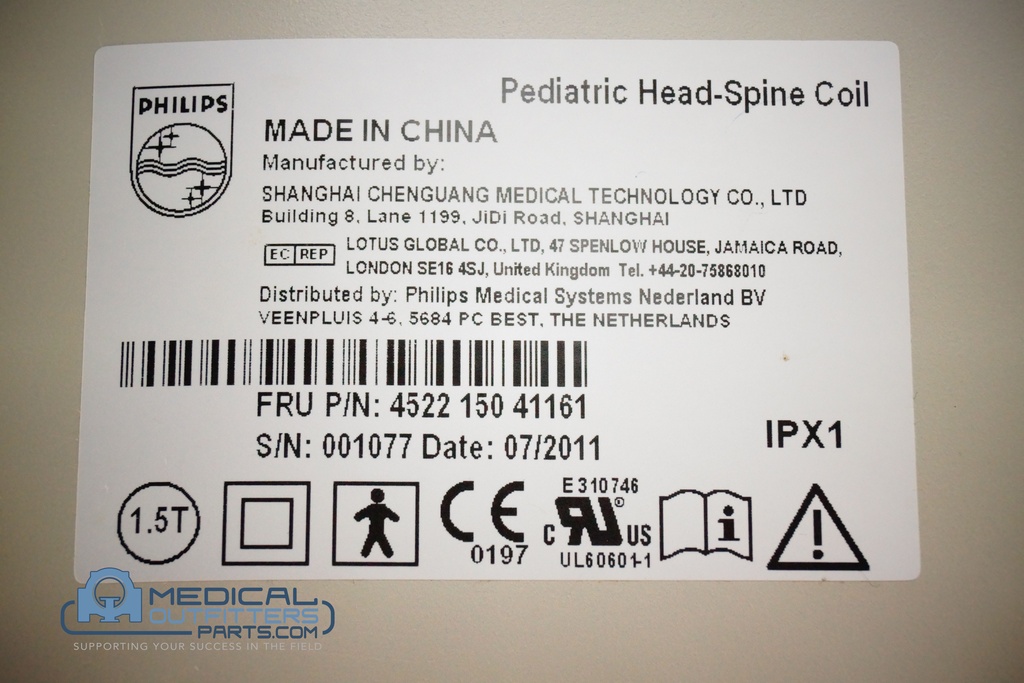 Pediatric Head-Spine Coil
PHILIPS
MADE IN CHINA
Manufactured by:
SHANGHAI CHENGUANG MEDICAL TECHNOLOGY CO., LTD
Building 8, Lane 1199, JiDi Road, SHANGHAI
EC REP
LOTUS GLOBAL CO., LTD, 47 SPENLOW HOUSE, JAMAICA ROAD,
LONDON SE16 4SJ, United Kingdom Tel. +44-20-75868010
Distributed by: Philips Medical Systems Nederland BV
VEENPLUIS 4-6, 5684 PC BEST, THE NETHERLANDS
FRU P/N: 4522 150 41161
S/N: 001077 Date: 07/2011
IPX1
1.5T
CE
0197
E310746
C RU® US
UL60601-1
i
!
MEDICAL
OUTFITTERS
PARTS.COM
SUPPORTING YOUR SUCCESS IN THE FIELD